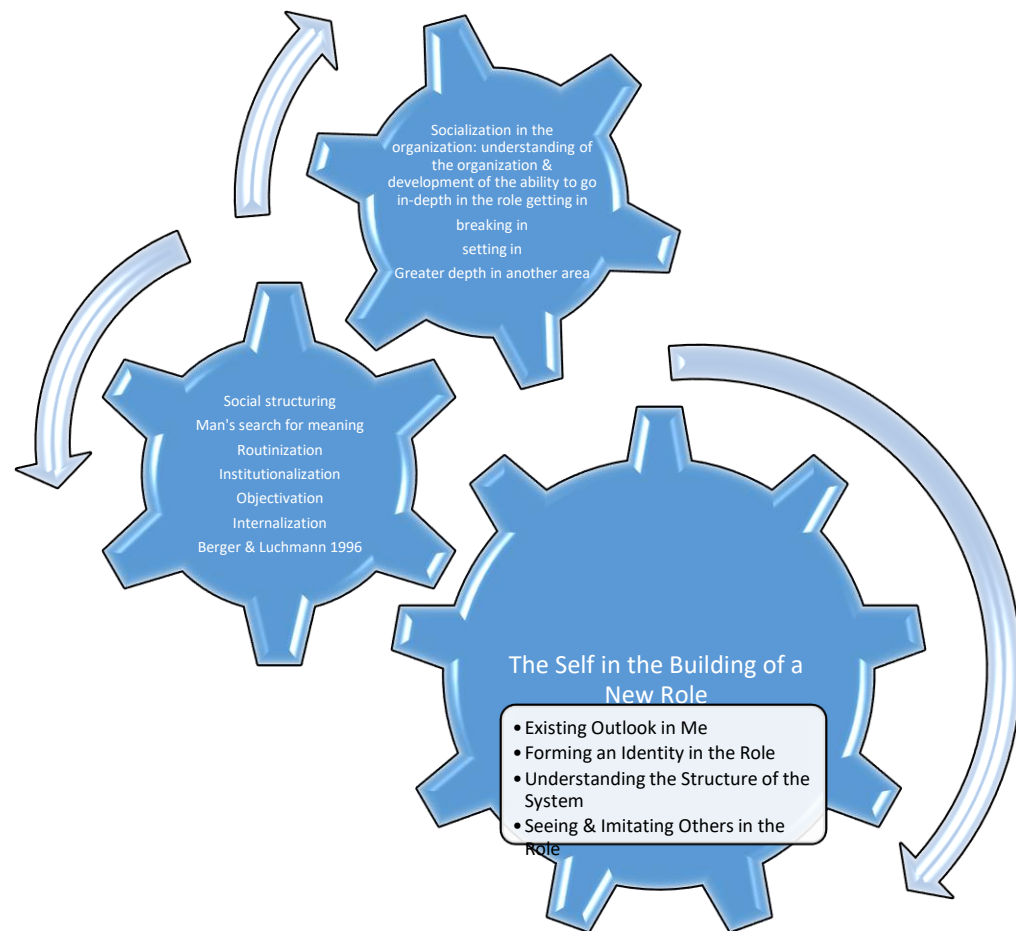 Socialization in the
organization: understanding of
the organization &
development of the ability to go
in-depth in the role getting in
breaking in
setting in
Greater depth in another area
Social structuring
Man's search for meaning
Routinization
Institutionalization
Objectivation
Internalization
Berger & Luchmann 1996
The Self in the Building of a
New Role
• Existing Outlook in Me
• Forming an Identity in the Role
• Understanding the Structure of the
System
• Seeing & Imitating Others in the
Role